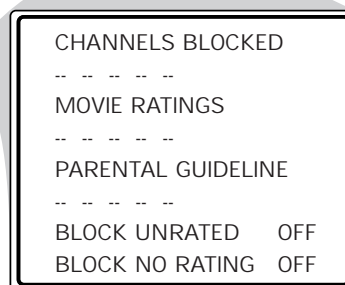 CHANNELS BLOCKED
-- -- -- -- --
MOVIE RATINGS
-- -- -- -- --
PARENTAL GUIDELINE
-- -- -- -- --
BLOCK UNRATED OFF
BLOCK NO RATING OFF